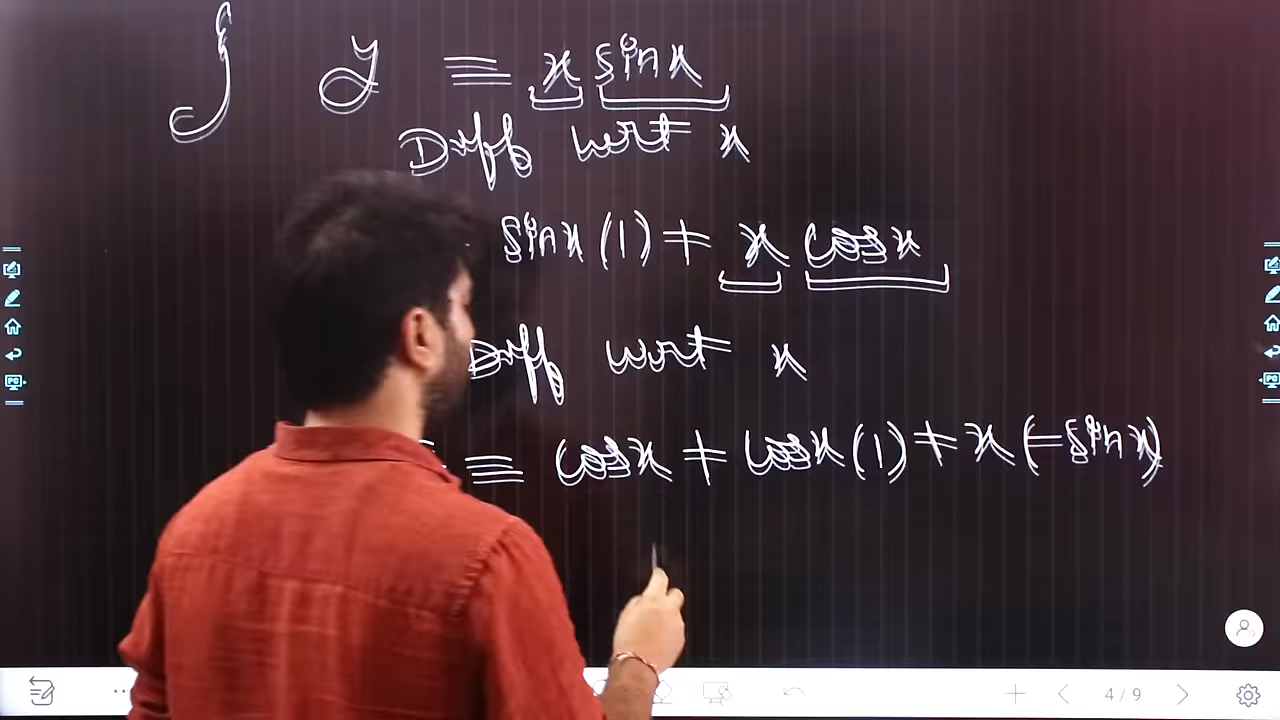 ∫ y = x sinx
Diff wrt x
sinx (1) + x cosx
Diff wrt x
= cosx + cosx (1) + x (-sinx)
4/9